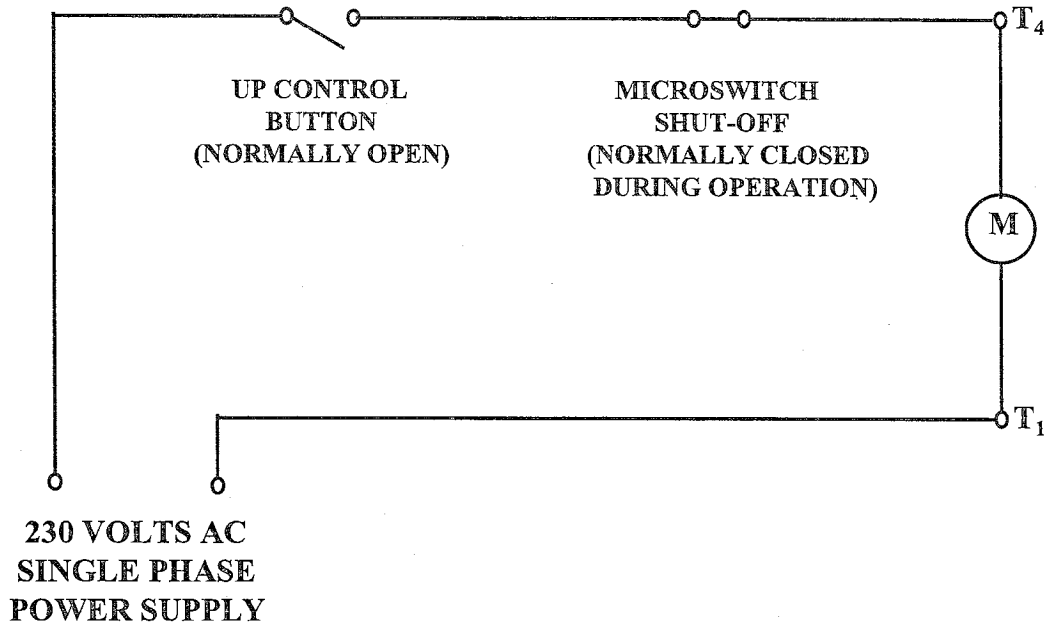 T₄
UP CONTROL
BUTTON
(NORMALLY OPEN)
MICROSWITCH
SHUT-OFF
(NORMALLY CLOSED
DURING OPERATION)
M
T₁
230 VOLTS AC
SINGLE PHASE
POWER SUPPLY